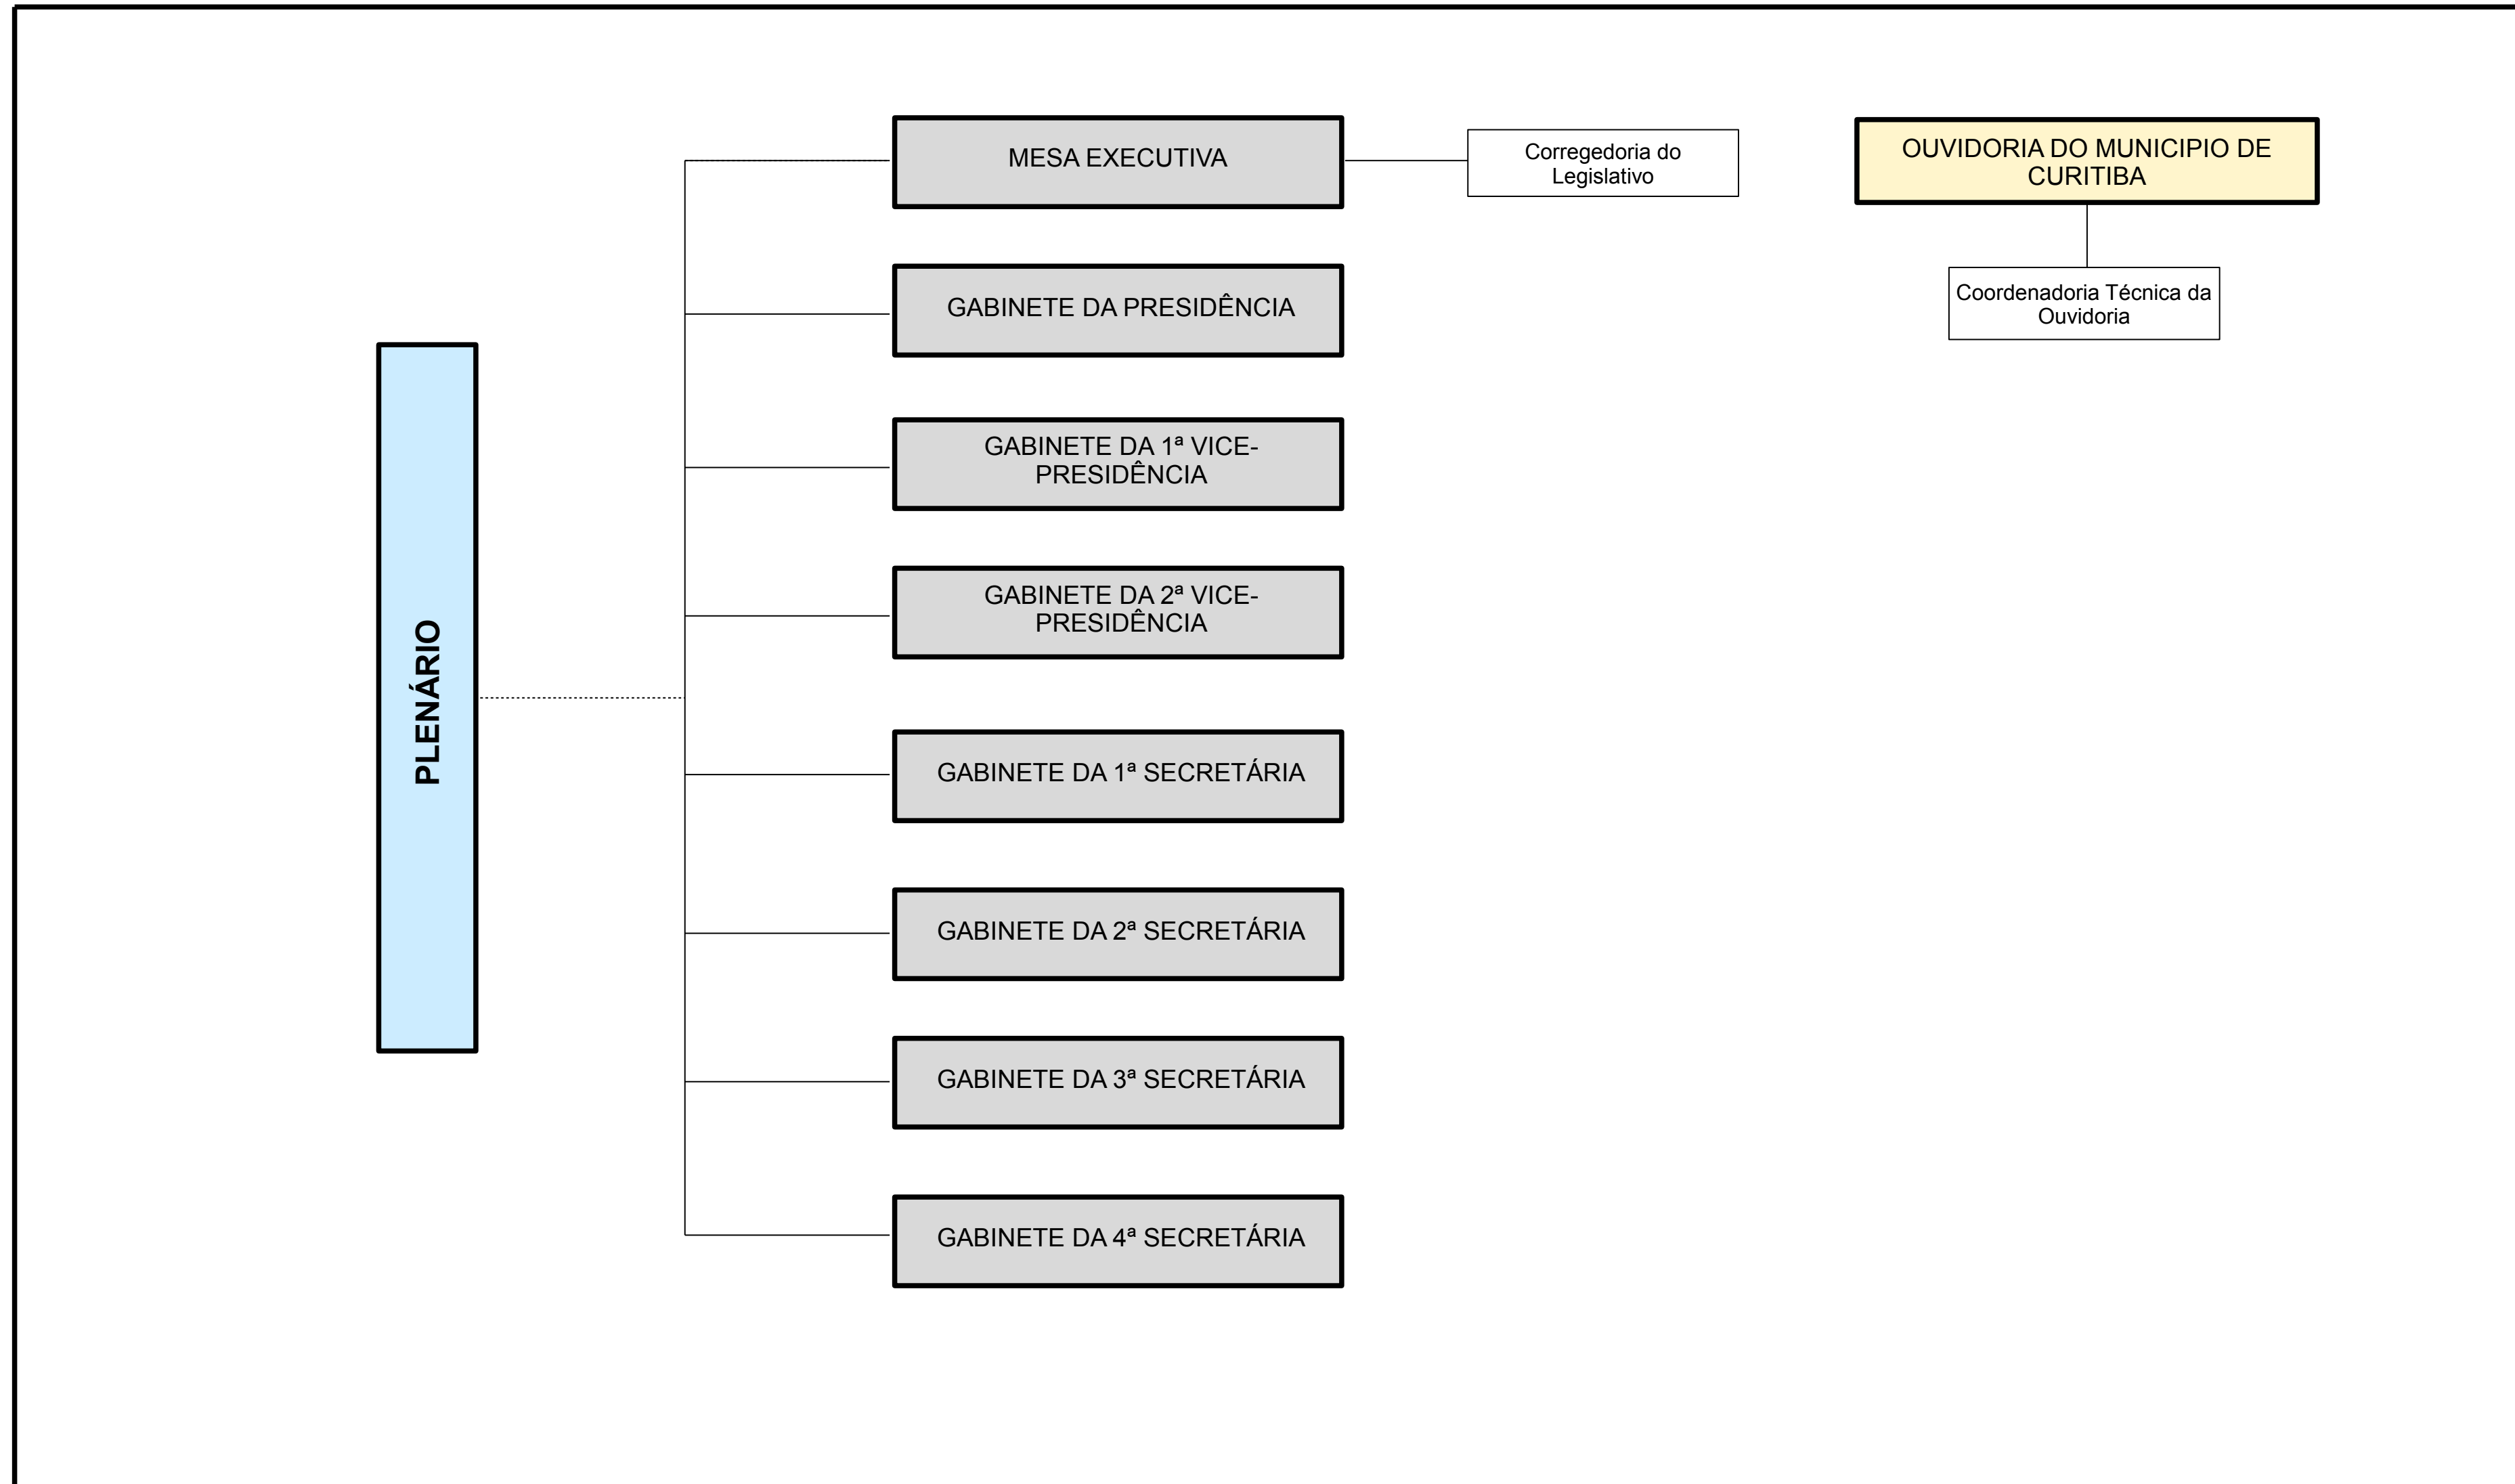 MESA EXECUTIVA
Corregedoria do
Legislativo
OUVIDORIA DO MUNICIPIO DE
CURITIBA
GABINETE DA PRESIDÊNCIA
Coordenadoria Técnica da
Ouvidoria
GABINETE DA 1ª VICE-
PRESIDÊNCIA
GABINETE DA 2ª VICE-
PRESIDÊNCIA
PLENÁRIO
GABINETE DA 1ª SECRETÁRIA
GABINETE DA 2ª SECRETÁRIA
GABINETE DA 3ª SECRETÁRIA
GABINETE DA 4ª SECRETÁRIA